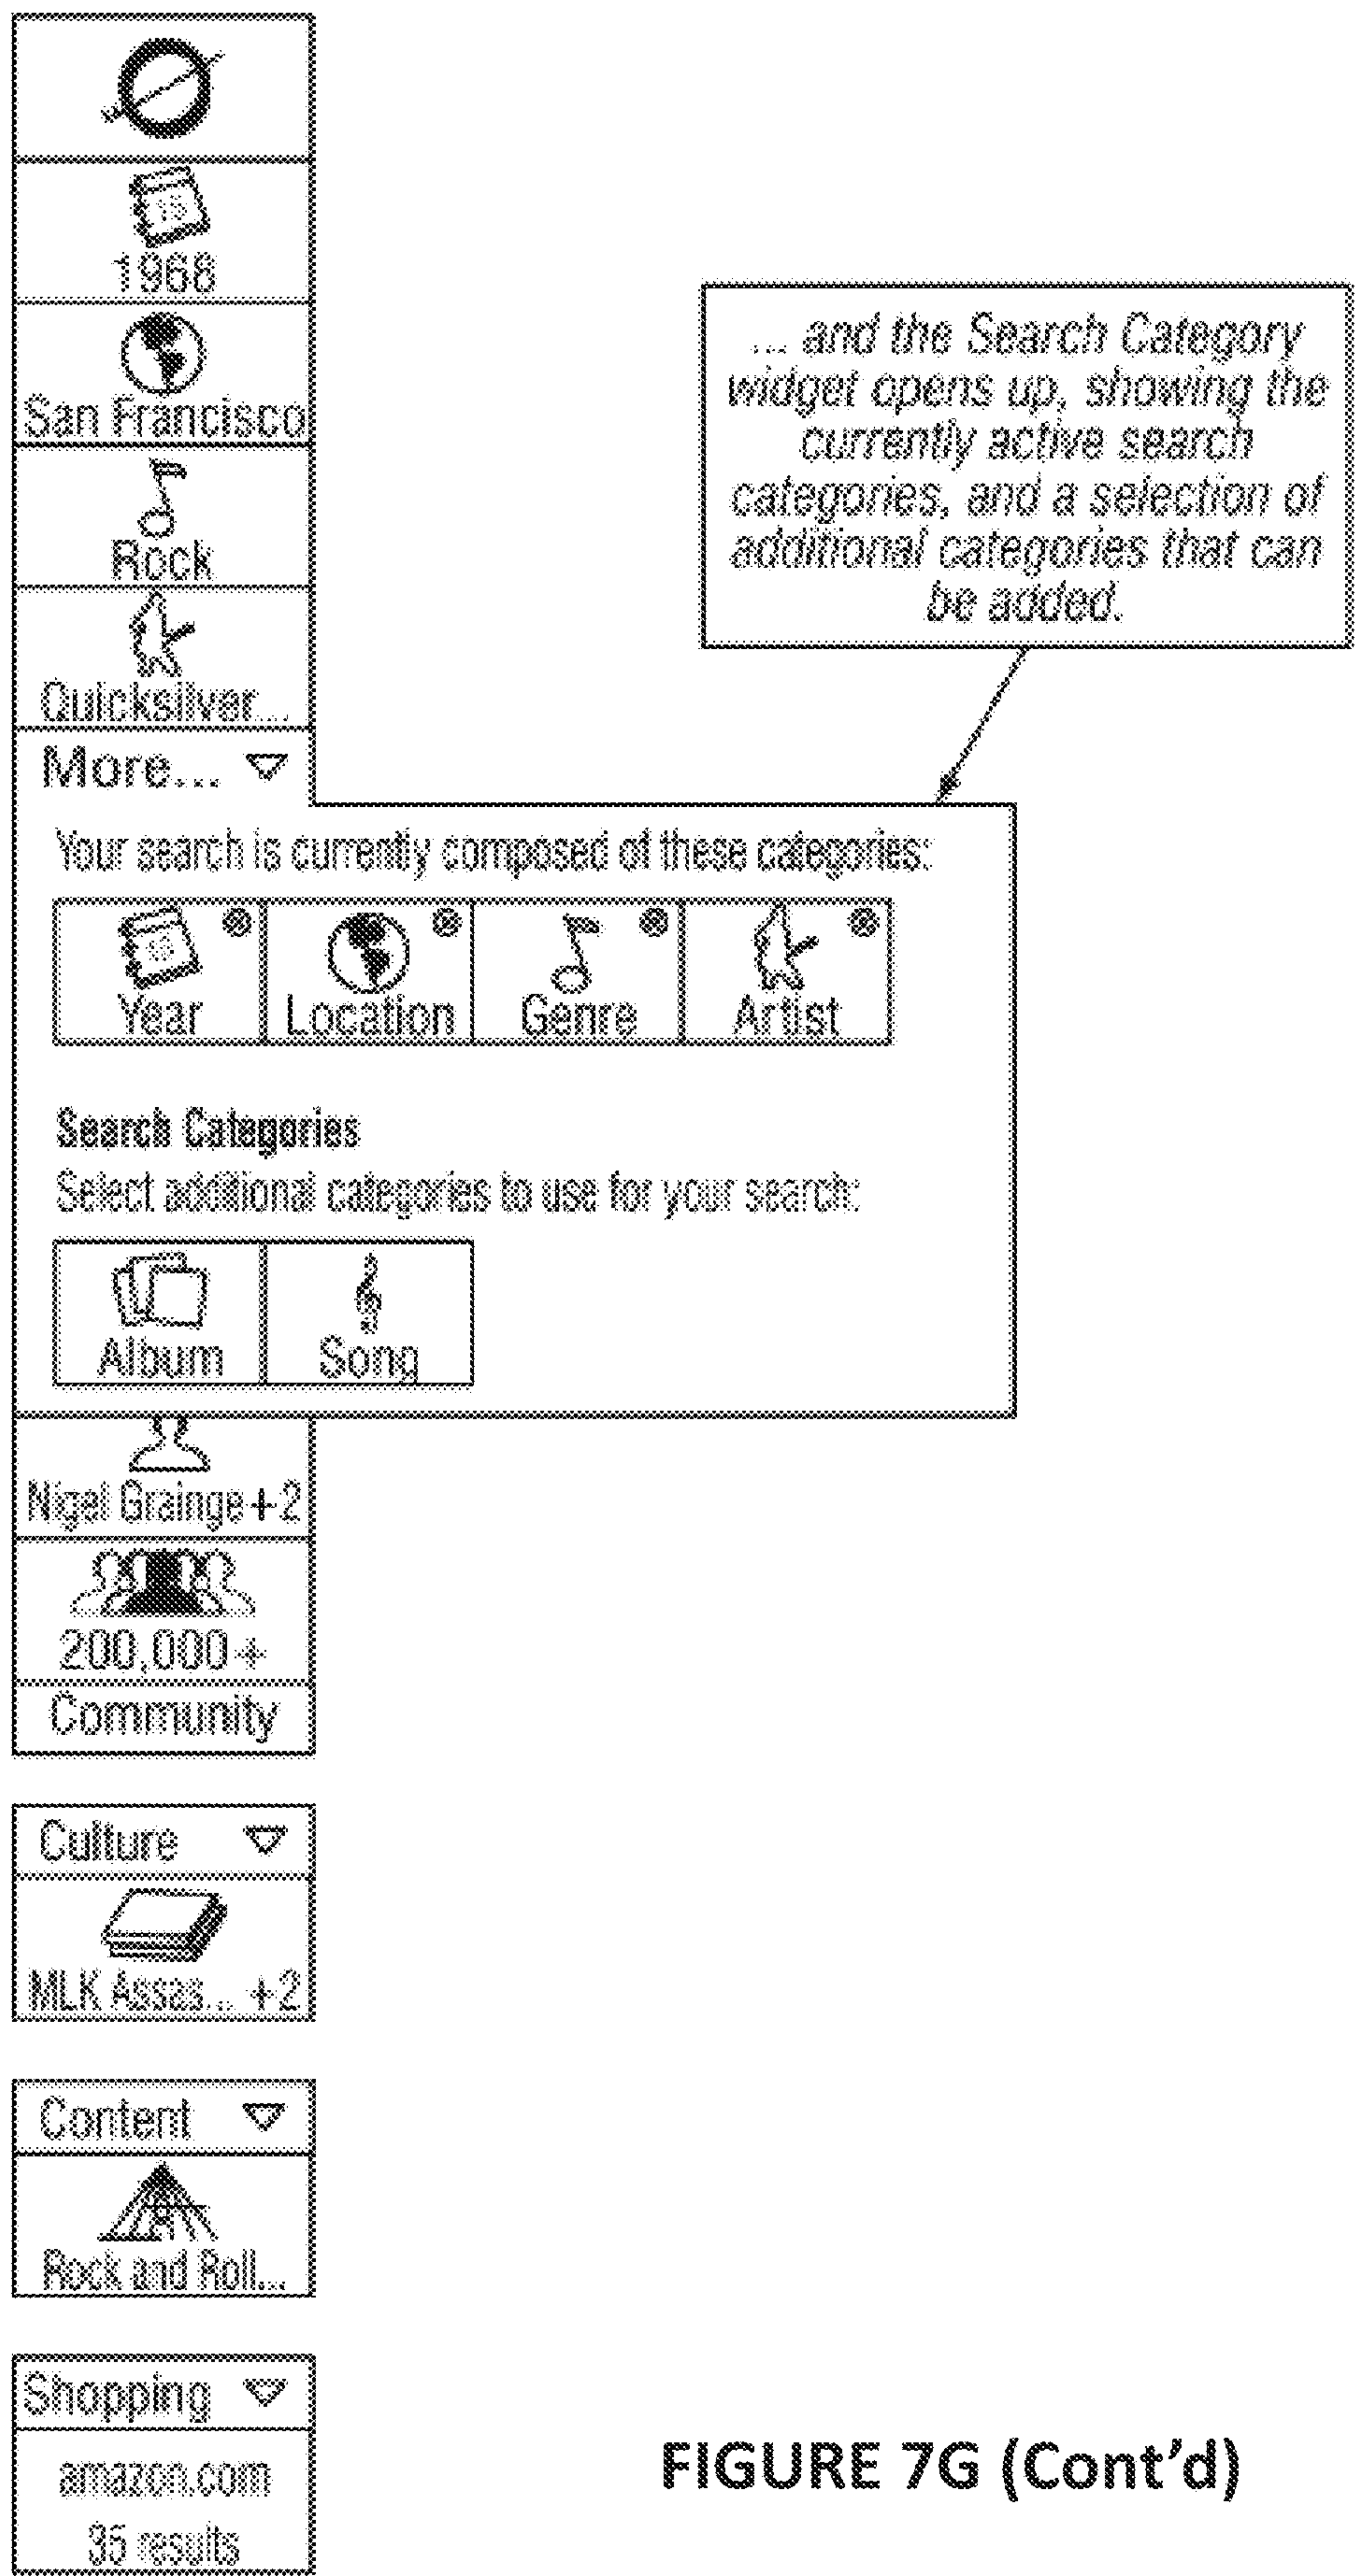 1968
San Francisco
Rock
Quicksilver...
More...
... and the Search Category
widget opens up, showing the
currently active search
categories, and a selection of
additional categories that can
be added.
Your search is currently composed of these categories:
Year Location Genre Artist
Search Categories
Select additional categories to use for your search:
Album Song
Nigel Grainge+2
200,000+
Community
Culture
MLK Assas... +2
Content
Rock and Roll...
Shopping
amazon.com
35 results
FIGURE 7G (Cont'd)